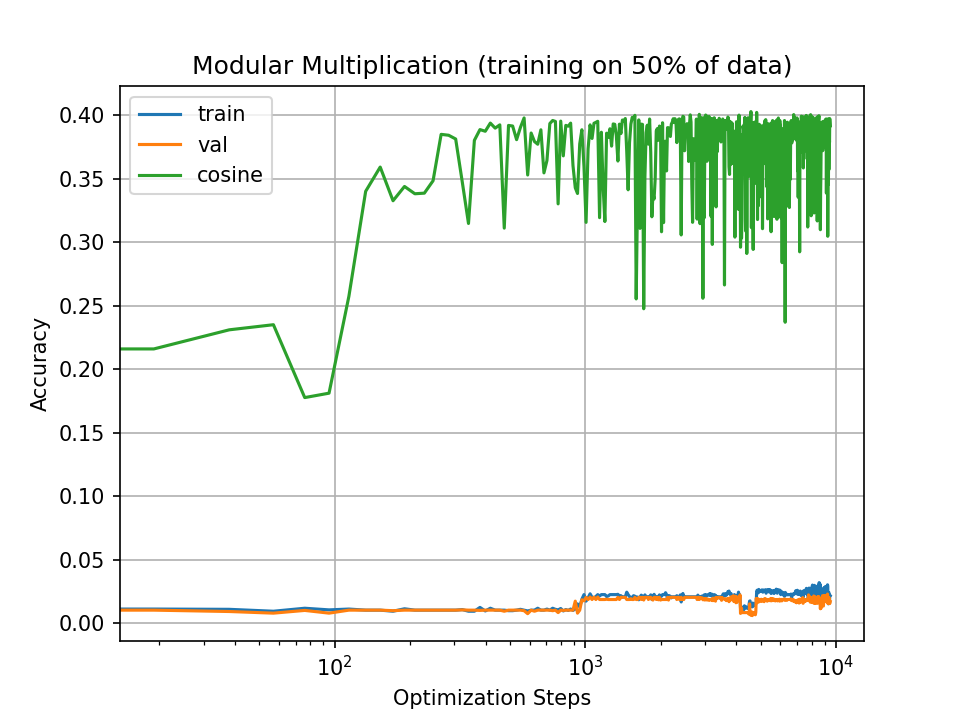 Modular Multiplication (training on 50% of data)
train
val
cosine
0.40
0.35
0.30
0.25
0.20
0.15
0.10
0.05
0.00
Accuracy
10²
10³
10⁴
Optimization Steps